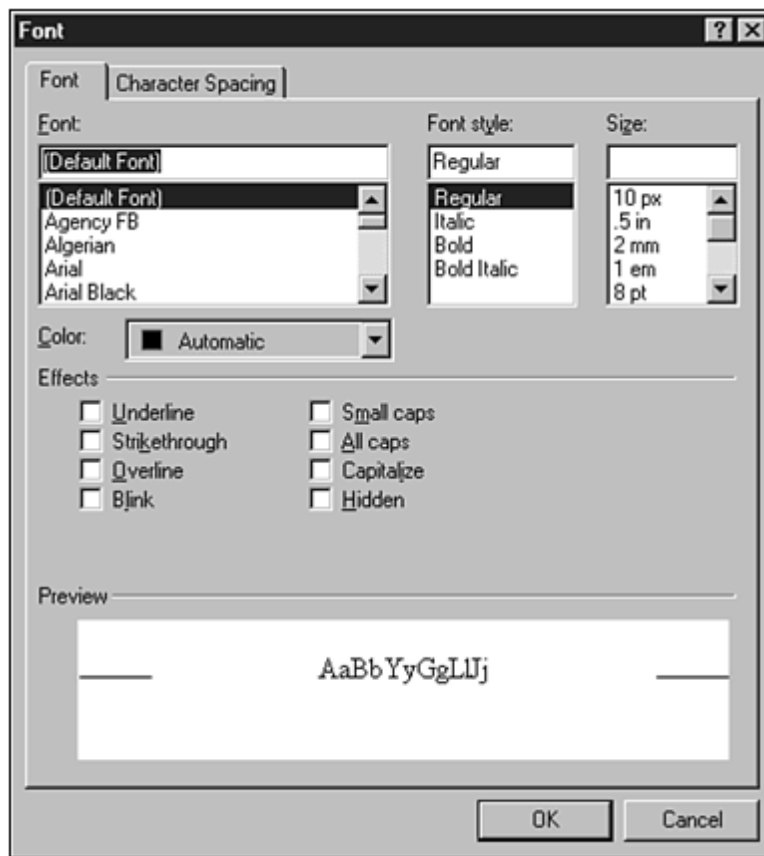 Font
? X
Font
Character Spacing
Font:
Font style:
Size:
(Default Font)
Regular
(Default Font)
Agency FB
Algerian
Arial
Arial Black
Regular
Italic
Bold
Bold Italic
10 px
.5 in
2 mm
1 em
8 pt
Color:
Automatic
Effects
Underline
Strikethrough
Overline
Blink
Small caps
All caps
Capitalize
Hidden
Preview
AaBbYyGgLlJj
OK
Cancel